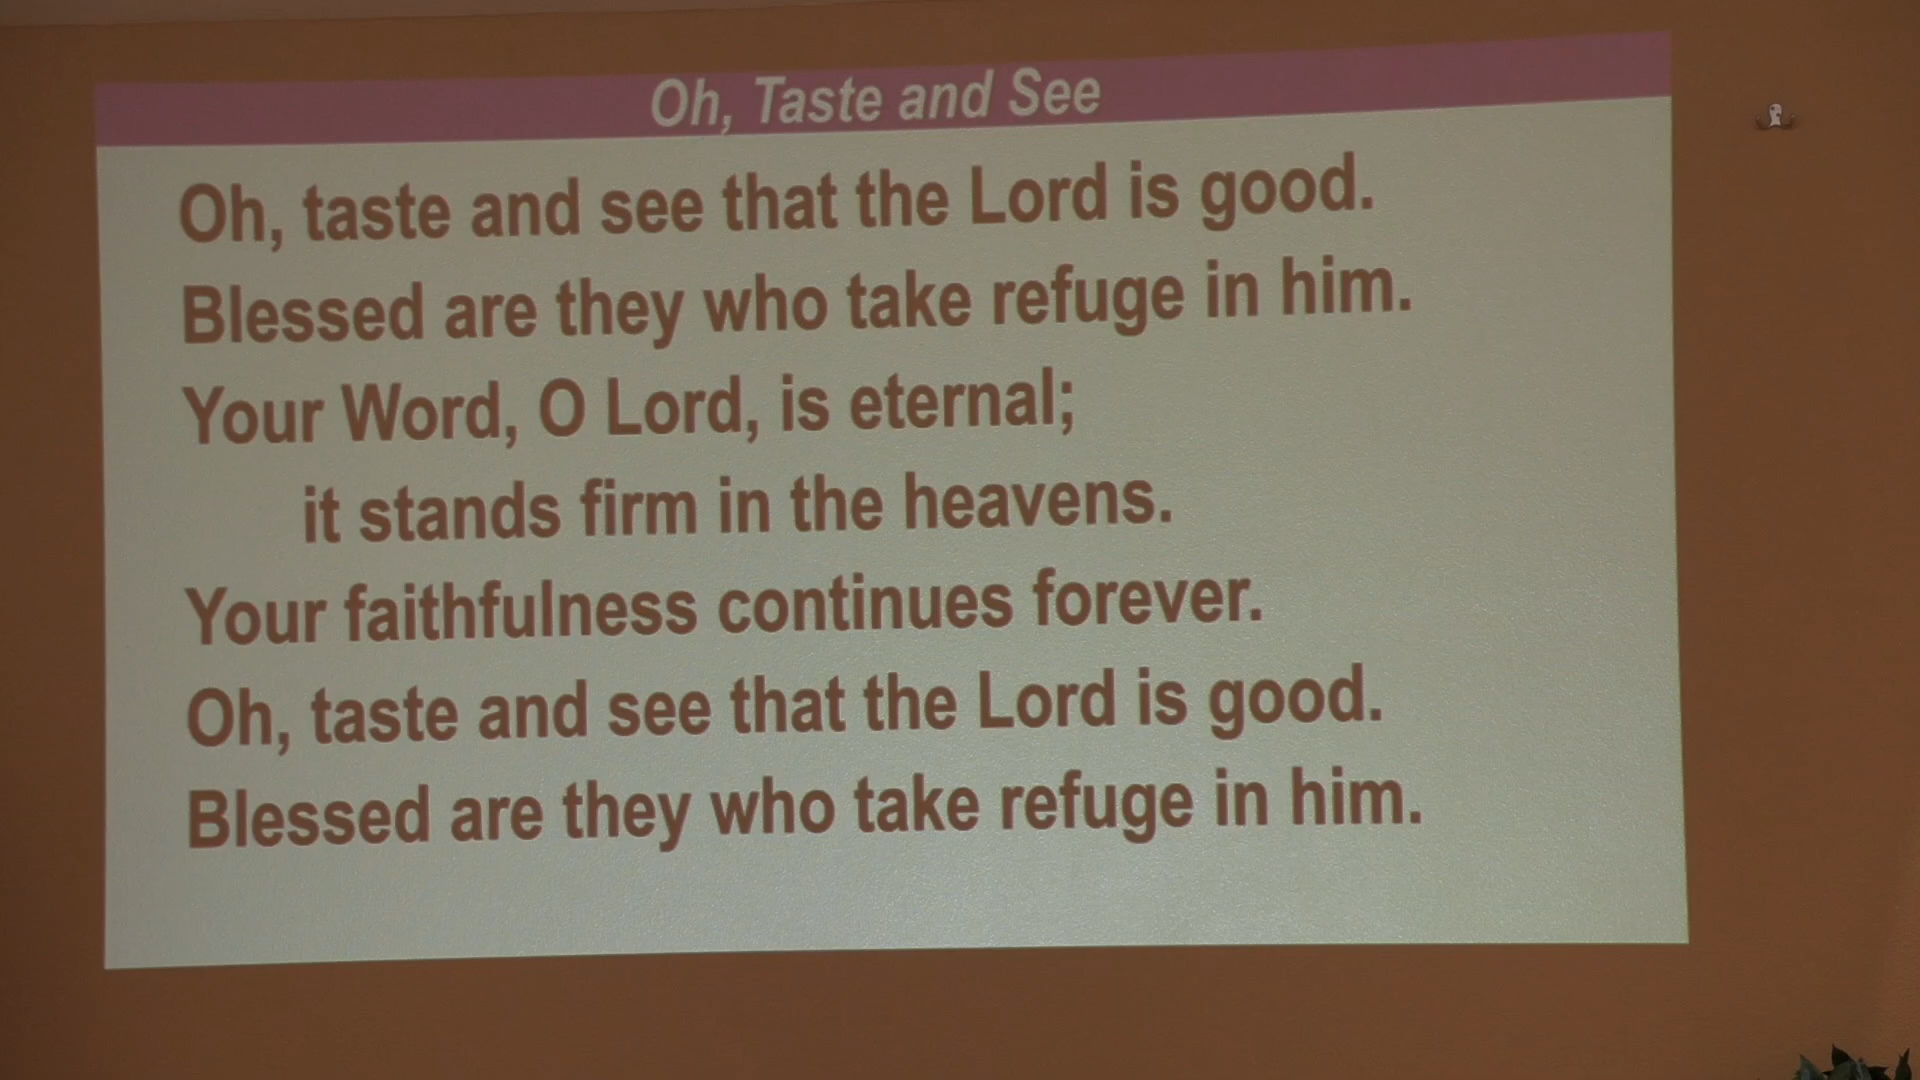 Oh, Taste and See
Oh, taste and see that the Lord is good.
Blessed are they who take refuge in him.
Your Word, O Lord, is eternal;
it stands firm in the heavens.
Your faithfulness continues forever.
Oh, taste and see that the Lord is good.
Blessed are they who take refuge in him.